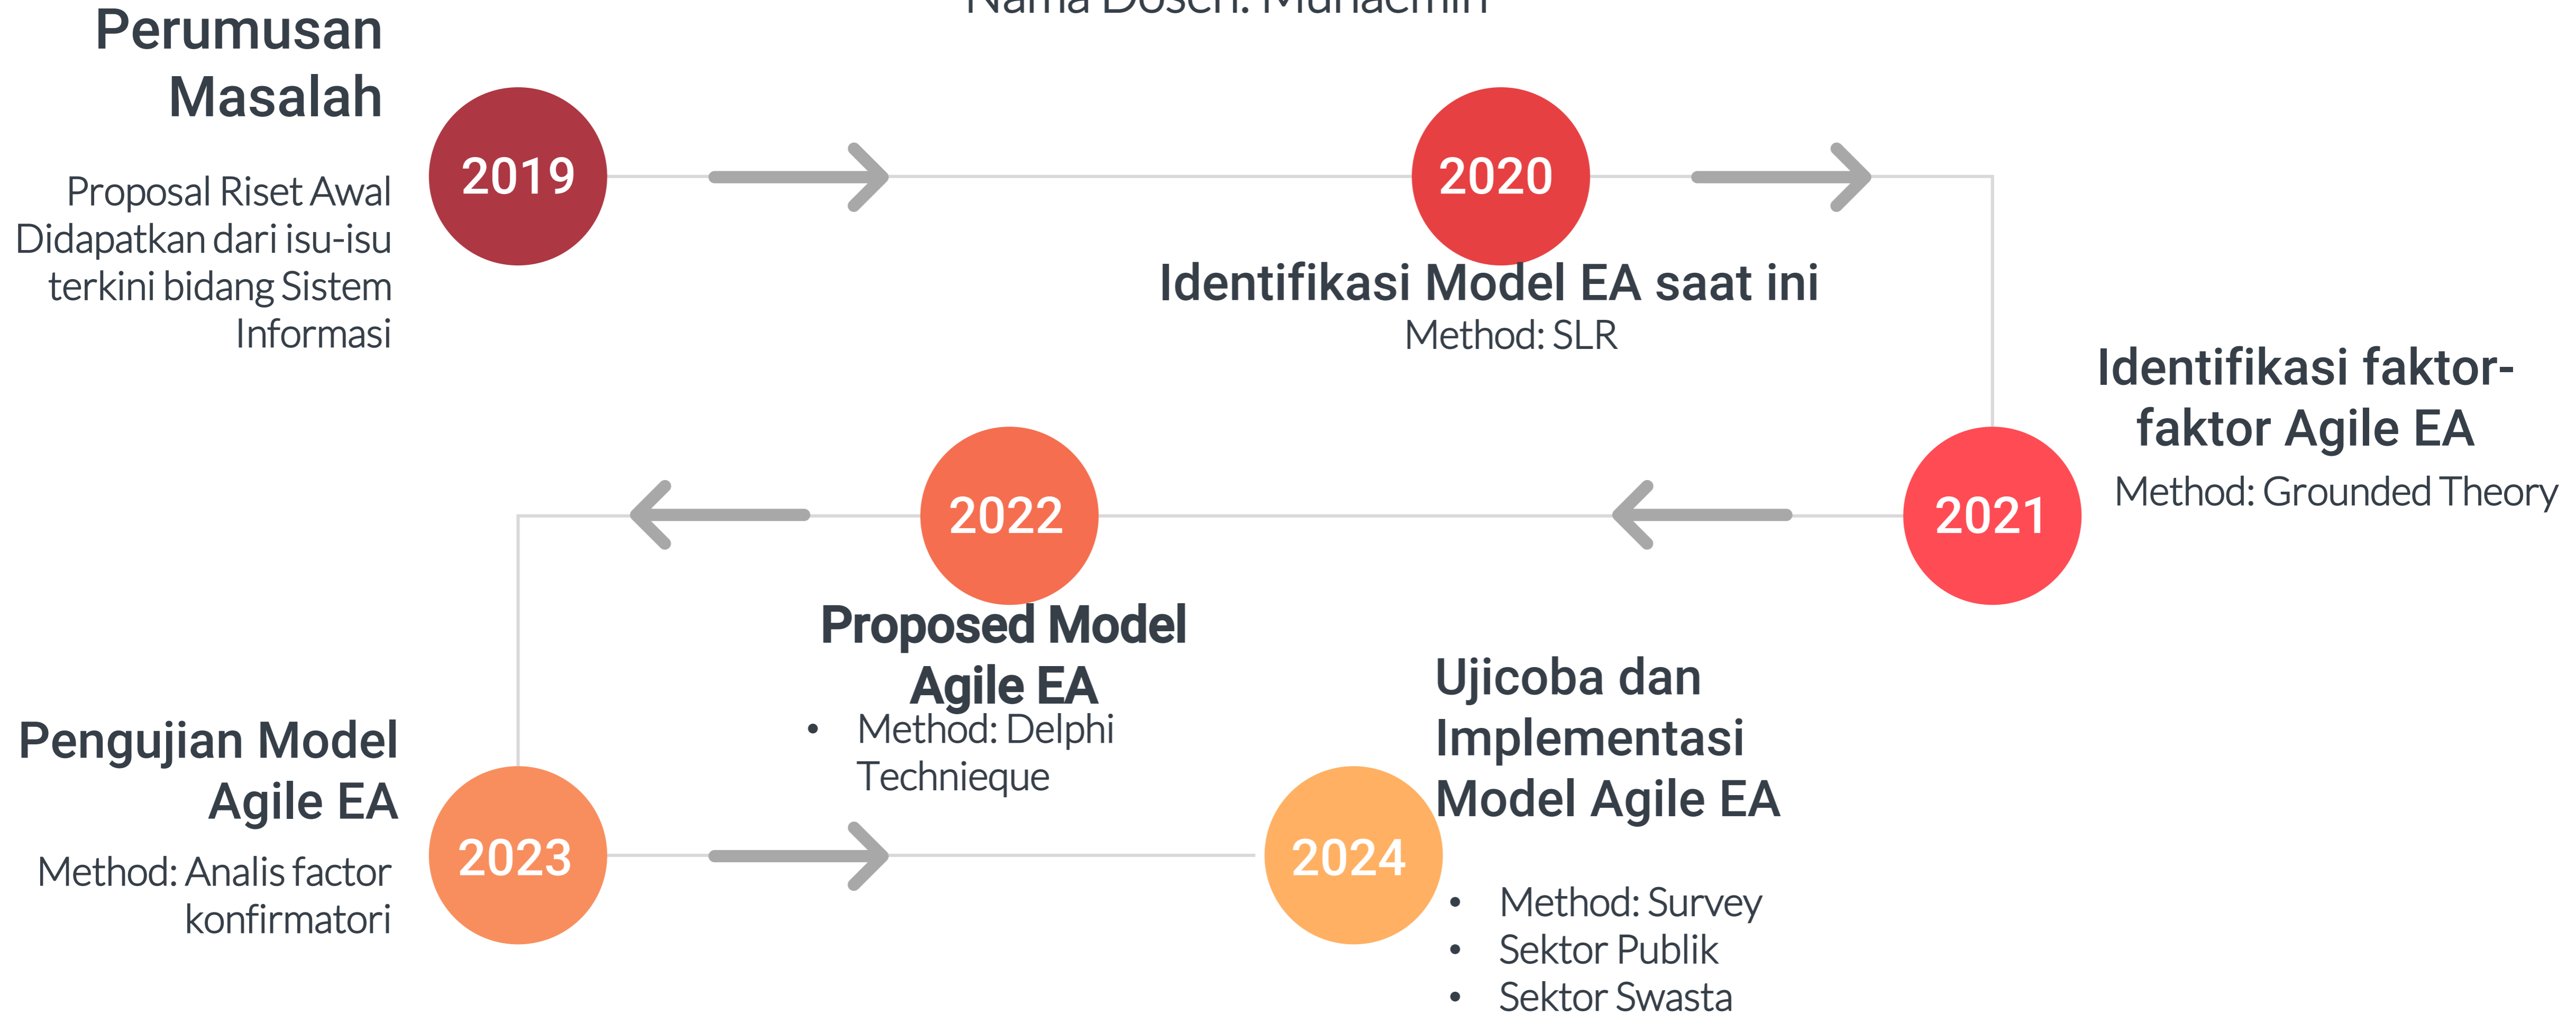 Nama Dosen: Muhaemin
Perumusan
Masalah
Proposal Riset Awal
Didapatkan dari isu-isu
terkini bidang Sistem
Informasi
2019
2020
Identifikasi Model EA saat ini
Method: SLR
Identifikasi faktor-
faktor Agile EA
Method: Grounded Theory
2021
2022
Proposed Model
Agile EA
• Method: Delphi
Technieque
Pengujian Model
Agile EA
Method: Analis factor
konfirmatori
2023
2024
Ujicoba dan
Implementasi
Model Agile EA
• Method: Survey
• Sektor Publik
• Sektor Swasta